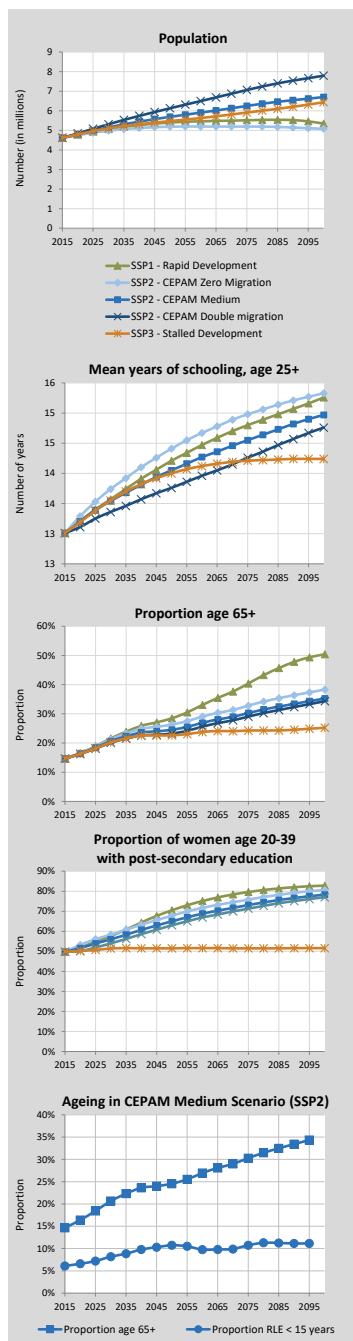 Population
9
8
7
6
5
4
3
2
1
0
Number (in millions)
2015 2025 2035 2045 2055 2065 2075 2085 2095
SSP1 - Rapid Development
SSP2 - CEPAM Zero Migration
SSP2 - CEPAM Medium
SSP2 - CEPAM Double migration
SSP3 - Stalled Development
Mean years of schooling, age 25+
16
15
15
14
14
13
13
Number of years
2015 2025 2035 2045 2055 2065 2075 2085 2095
Proportion age 65+
60%
50%
40%
30%
20%
10%
0%
Proportion
2015 2025 2035 2045 2055 2065 2075 2085 2095
Proportion of women age 20-39
with post-secondary education
90%
80%
70%
60%
50%
40%
30%
20%
10%
0%
Proportion
2015 2025 2035 2045 2055 2065 2075 2085 2095
Ageing in CEPAM Medium Scenario (SSP2)
40%
35%
30%
25%
20%
15%
10%
5%
0%
Proportion
2015 2025 2035 2045 2055 2065 2075 2085 2095
Proportion age 65+ Proportion RLE < 15 years